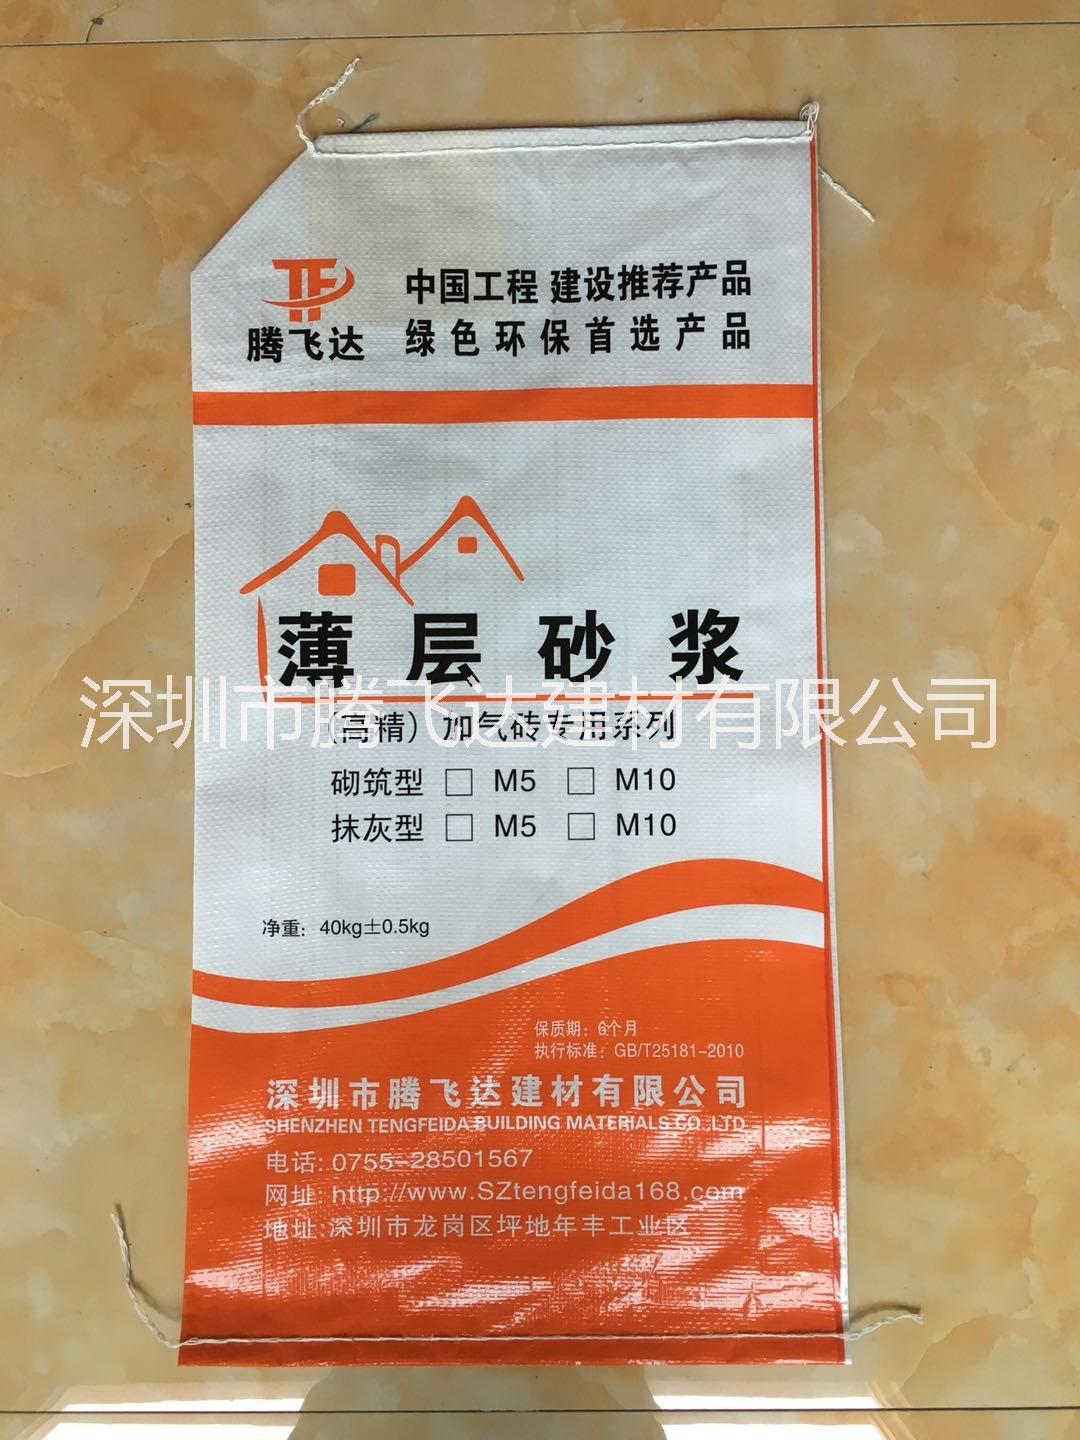 TF
腾飞达
中国工程 建设推荐产品
绿色环保首选产品
薄层砂浆
深圳市腾飞达建材有限公司
(高精) 加气砖专用系列
砌筑型 □ M5 □ M10
抹灰型 □ M5 □ M10
净重: 40kg±0.5kg
保质期: 6个月
执行标准: GB/T25181-2010
深圳市腾飞达建材有限公司
SHENZHEN TENGFEIDA BUILDING MATERIALS CO.,LTD
电话: 0755-28501567
网址: http://www.SZtengfeida168.com
地址: 深圳市龙岗区坪地年丰工业区